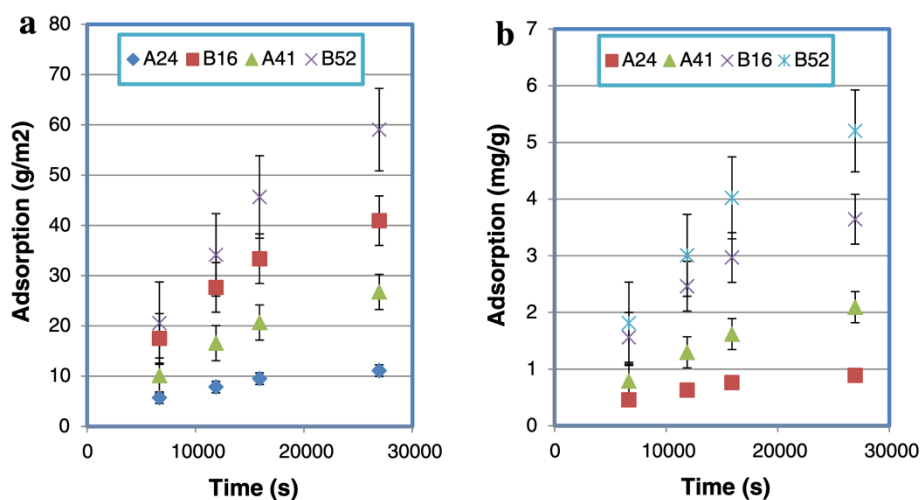 a
80
70
60
50
40
30
20
10
0
Adsorption (g/m2)
A24 B16 A41 B52
0 10000 20000 30000
Time (s)
b
7
6
5
4
3
2
1
0
Adsorption (mg/g)
A24 A41 B16 B52
0 10000 20000 30000
Time (s)